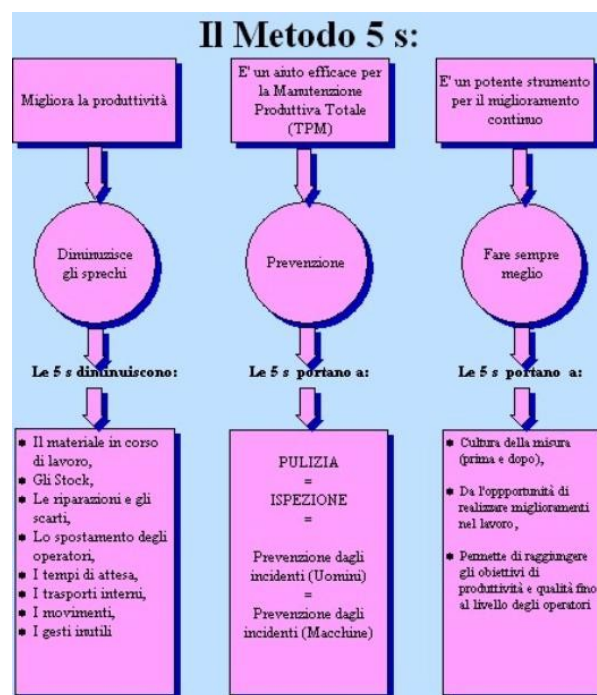 Il Metodo 5 s:
Migliora la produttività
Diminuzisce
gli sprechi
Le 5 s diminuiscono:
Il materiale in corso
di lavoro,
Gli Stock,
Le riparazioni e gli
scarti,
Lo spostamento degli
operatori,
I tempi di attesa,
I trasporti interni,
I movimenti,
I gesti inutili
E' un aiuto efficace per
la Manutenzione
Produttiva Totale
(TPM)
Prevenzione
Le 5 s portano a:
PULIZIA
=
ISPEZIONE
=
Prevenzione dagli
incidenti (Uomini)
=
Prevenzione dagli
incidenti (Macchine)
E' un potente strumento
per il miglioramento
continuo
Fare sempre
meglio
Le 5 s portano a:
Cultura della misura
(prima e dopo),
Da l'oppportunità di
realizzare miglioramenti
nel lavoro,
Permette di raggiungere
gli obiettivi di
produttività e qualità fino
al livello degli operatori